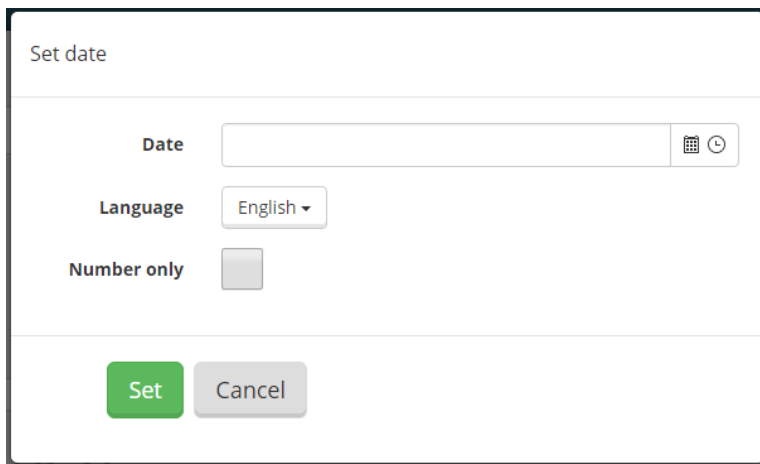 Set date
Date
Language English
Number only
Set Cancel